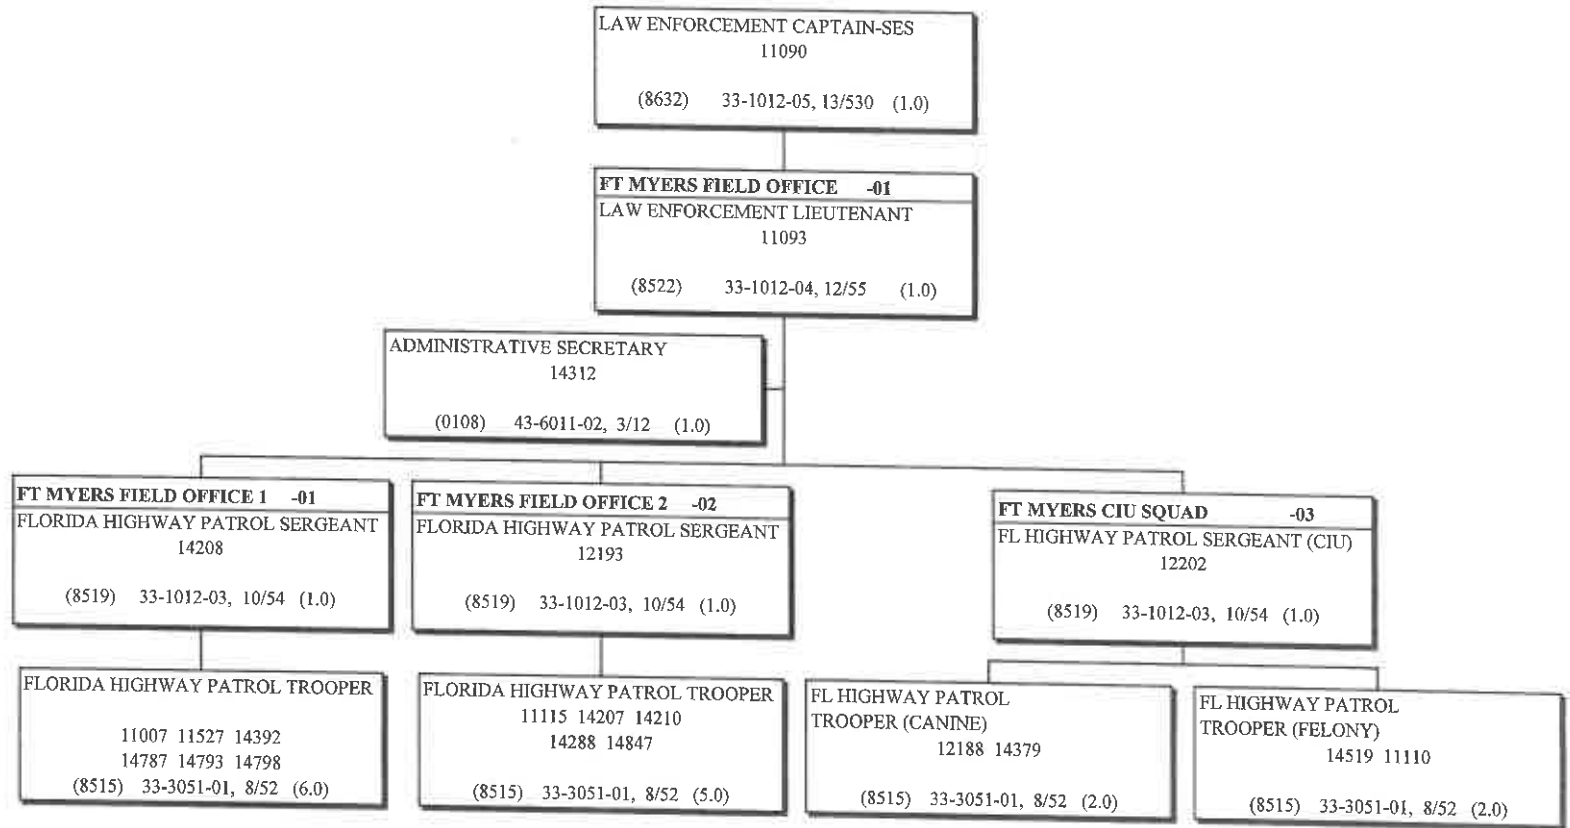 LAW ENFORCEMENT CAPTAIN-SES
11090
(8632) 33-1012-05, 13/530 (1.0)
FT MYERS FIELD OFFICE -01
LAW ENFORCEMENT LIEUTENANT
11093
(8522) 33-1012-04, 12/55 (1.0)
ADMINISTRATIVE SECRETARY
14312
(0108) 43-6011-02, 3/12 (1.0)
FT MYERS FIELD OFFICE 1 -01
FLORIDA HIGHWAY PATROL SERGEANT
14208
(8519) 33-1012-03, 10/54 (1.0)
FLORIDA HIGHWAY PATROL TROOPER
11007 11527 14392
14787 14793 14798
(8515) 33-3051-01, 8/52 (6.0)
FT MYERS FIELD OFFICE 2 -02
FLORIDA HIGHWAY PATROL SERGEANT
12193
(8519) 33-1012-03, 10/54 (1.0)
FLORIDA HIGHWAY PATROL TROOPER
11115 14207 14210
14288 14847
(8515) 33-3051-01, 8/52 (5.0)
FT MYERS CIU SQUAD -03
FL HIGHWAY PATROL SERGEANT (CIU)
12202
(8519) 33-1012-03, 10/54 (1.0)
FL HIGHWAY PATROL
TROOPER (CANINE)
12188 14379
(8515) 33-3051-01, 8/52 (2.0)
FL HIGHWAY PATROL
TROOPER (FELONY)
14519 11110
(8515) 33-3051-01, 8/52 (2.0)